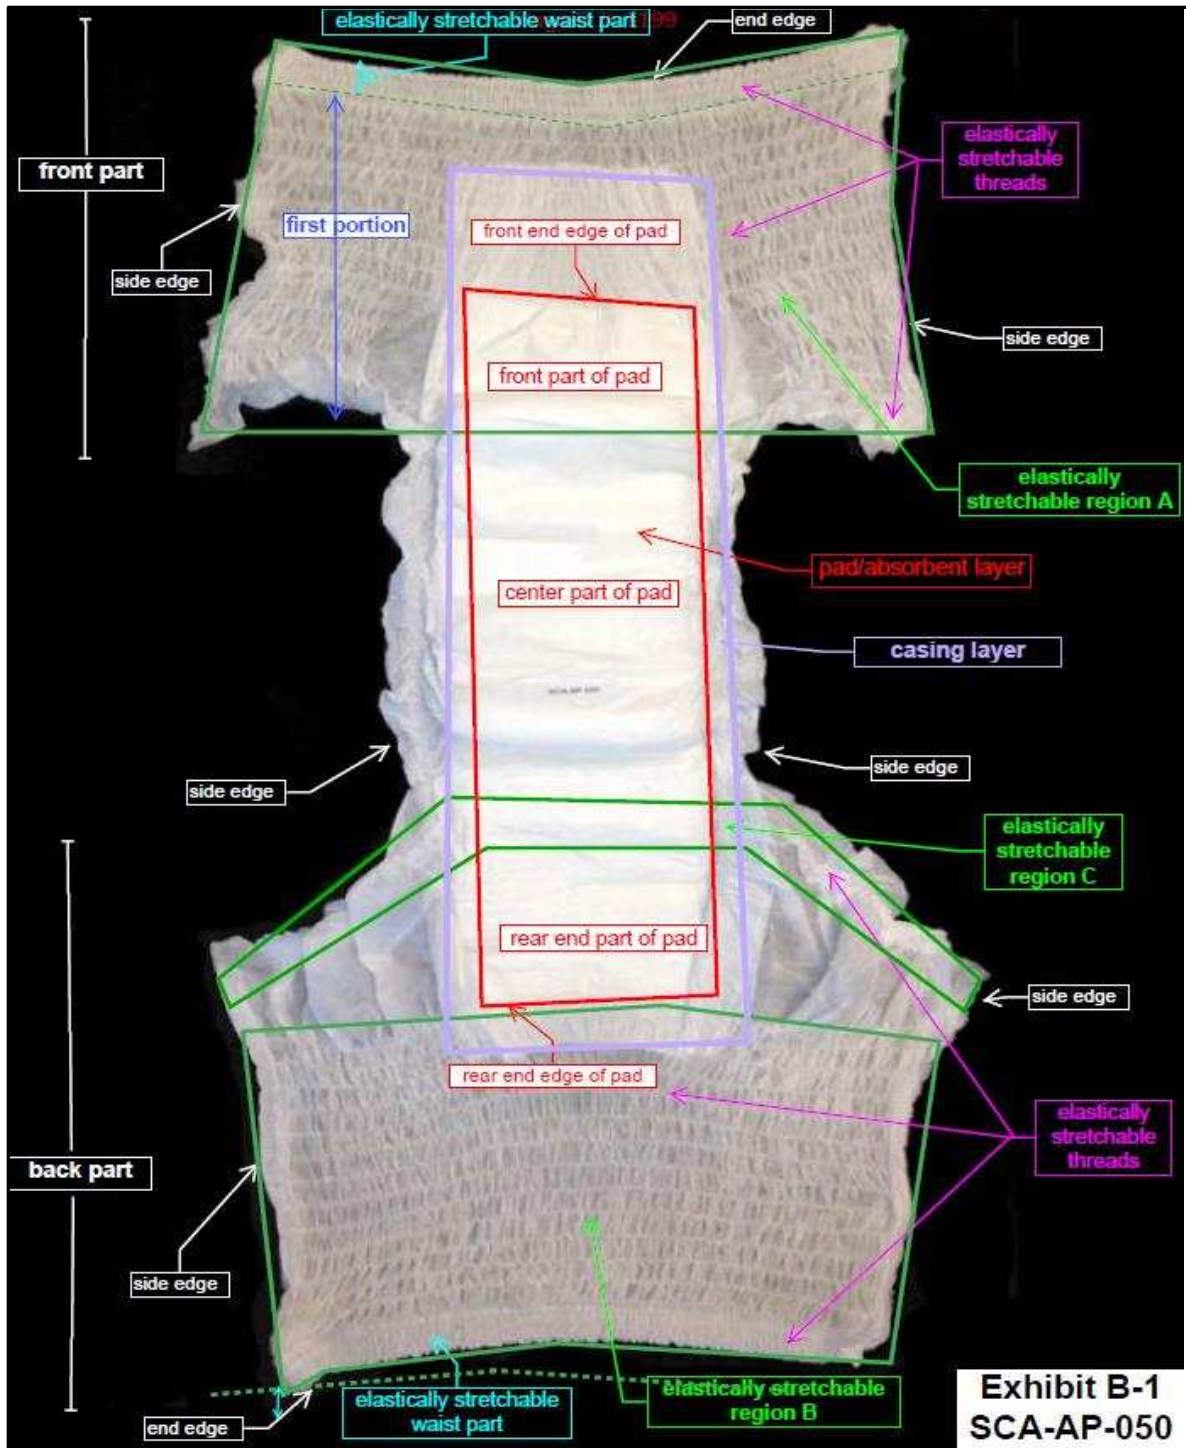 elastically stretchable waist part
199
end edge
elastically
stretchable
threads
front part
first portion
front end edge of pad
side edge
side edge
front part of pad
elastically
stretchable region A
pad/absorbent layer
center part of pad
casing layer
side edge
side edge
elastically
stretchable
region C
rear end part of pad
side edge
rear end edge of pad
elastically
stretchable
threads
back part
side edge
elastically stretchable
waist part
elastically stretchable
region B
end edge
Exhibit B-1
SCA-AP-050